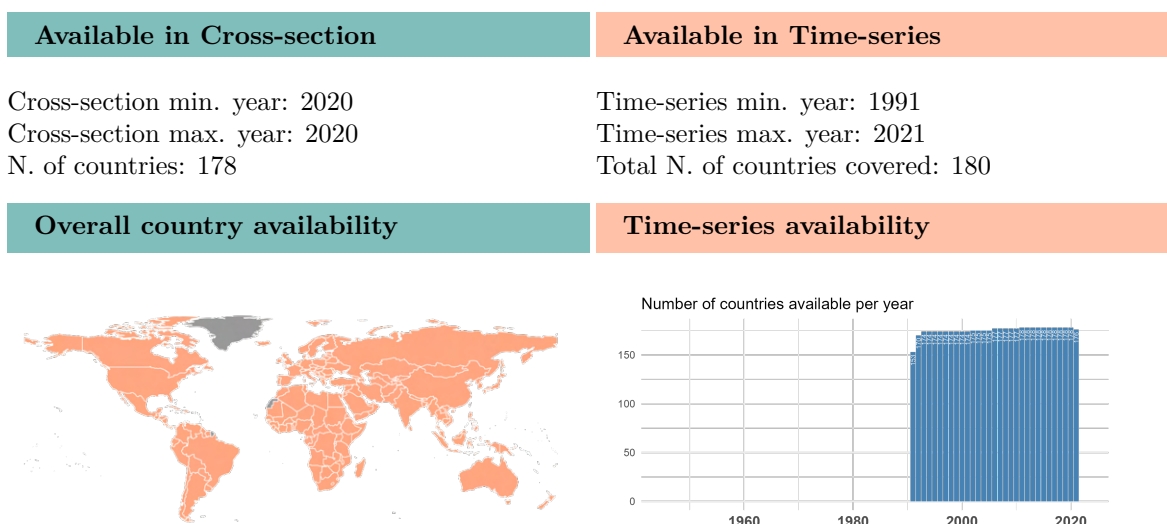 Available in Cross-section
Available in Time-series
Cross-section min. year: 2020
Cross-section max. year: 2020
N. of countries: 178
Time-series min. year: 1991
Time-series max. year: 2021
Total N. of countries covered: 180
Overall country availability
Time-series availability
Number of countries available per year
150
100
50
0
1960
1980
2000
2020